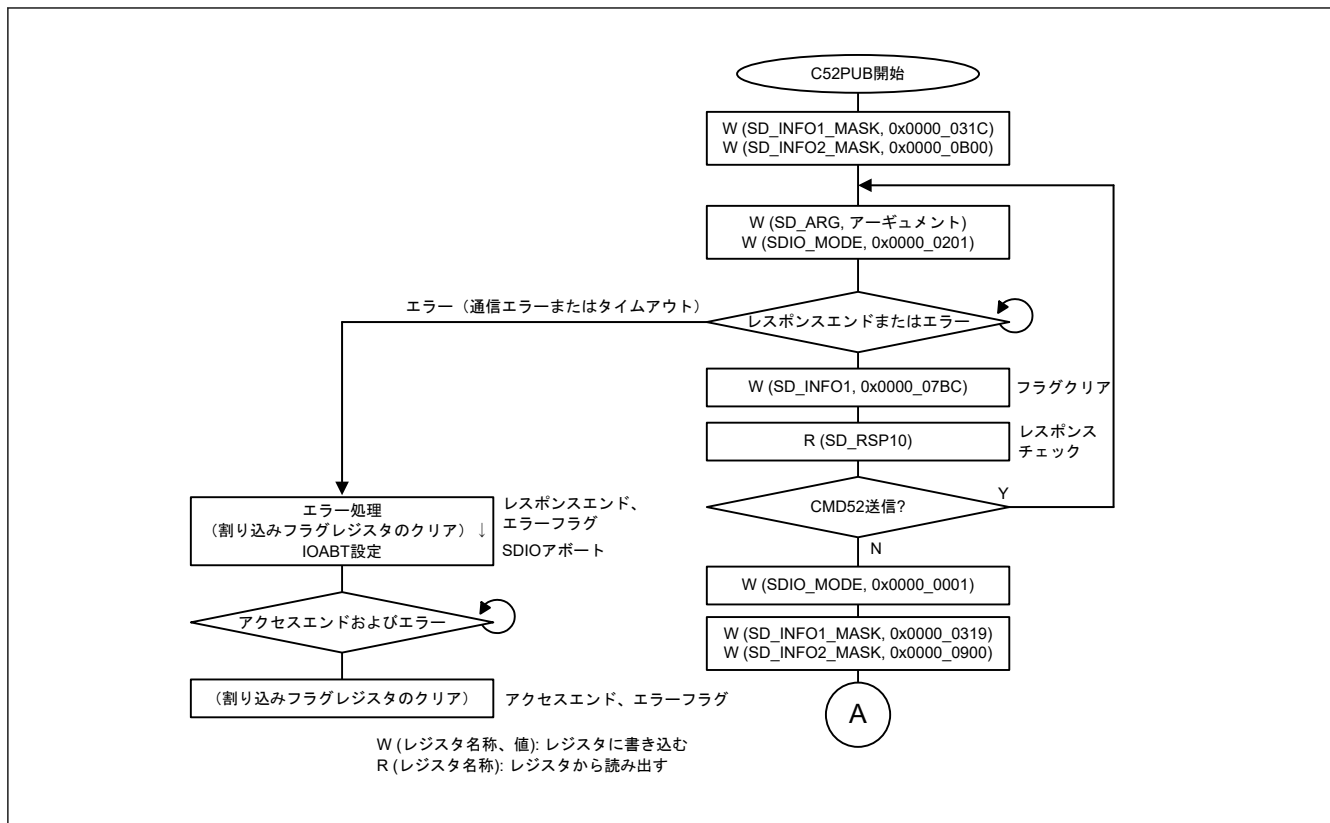 C52PUB開始
W (SD_INFO1_MASK, 0x0000_031C)
W (SD_INFO2_MASK, 0x0000_0B00)
W (SD_ARG, アーギュメント)
W (SDIO_MODE, 0x0000_0201)
エラー（通信エラーまたはタイムアウト）
レスポンスエンドまたはエラー
W (SD_INFO1, 0x0000_07BC)
フラグクリア
R (SD_RSP10)
レスポンス
チェック
CMD52送信?
Y
N
エラー処理
（割り込みフラグレジスタのクリア）↓
IOABT設定
レスポンスエンド、
エラーフラグ
SDIOアボート
W (SDIO_MODE, 0x0000_0001)
アクセスエンドおよびエラー
W (SD_INFO1_MASK, 0x0000_0319)
W (SD_INFO2_MASK, 0x0000_0900)
（割り込みフラグレジスタのクリア）
アクセスエンド、エラーフラグ
A
W (レジスタ名称、値): レジスタに書き込む
R (レジスタ名称): レジスタから読み出す